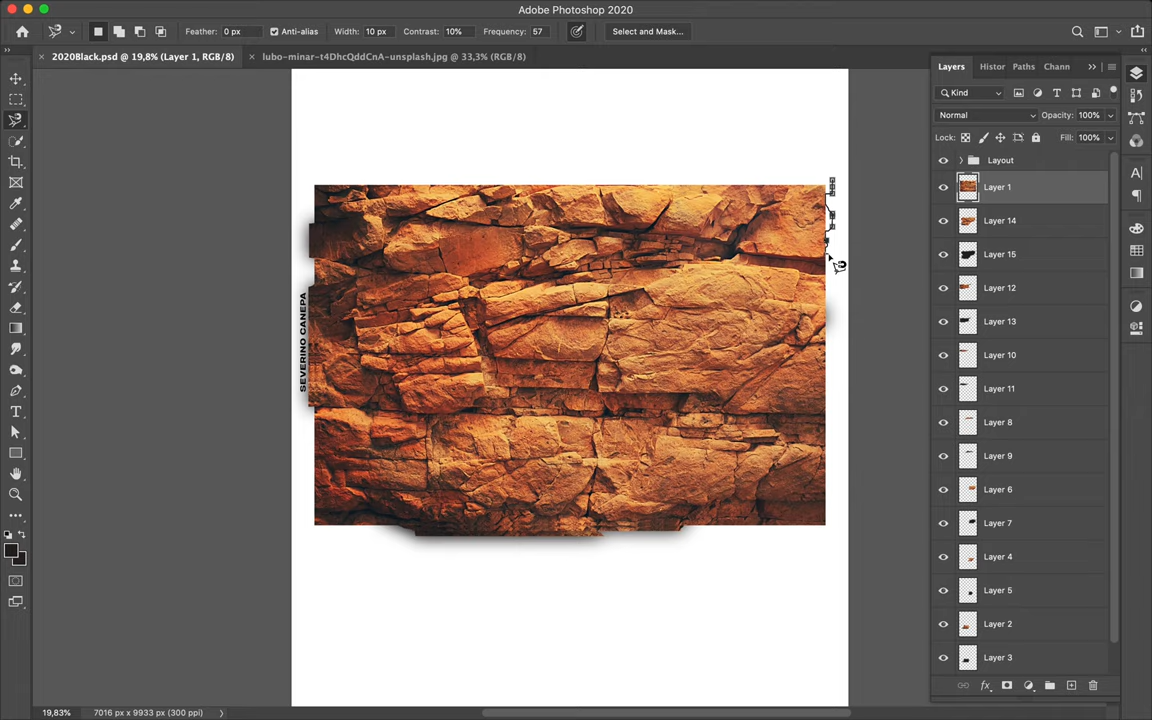 Adobe Photoshop 2020
Feather: 0 px
Anti-alias
Width: 10 px
Contrast: 10%
Frequency: 57
Select and Mask...
2020Black.psd @ 19,8% (Layer 1, RGB/8)
lubo-minar-t4DhcQddCnA-unsplash.jpg @ 33,3% (RGB/8)
Layers
Histor
Paths
Chann
Kind
Normal
Opacity: 100%
Lock:
Fill: 100%
Layout
Layer 1
Layer 14
Layer 15
Layer 12
Layer 13
Layer 10
Layer 11
Layer 8
Layer 9
Layer 6
Layer 7
Layer 4
Layer 5
Layer 2
Layer 3
SEVERINO CANEPA
19,83%
7016 px x 9933 px (300 ppi)